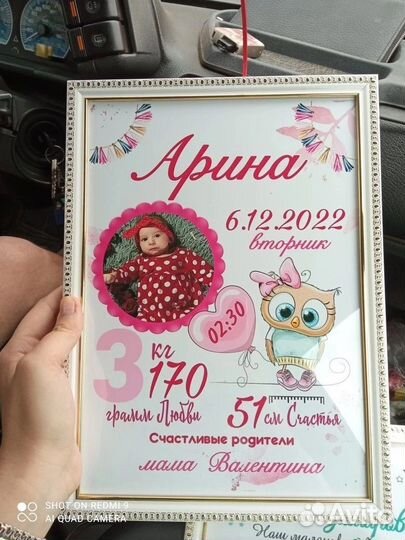 Арина
6.12.2022
вторник
02:30
3 кг
170
грамм Любви
51 см Счастья
Счастливые родители
мама Валентина
SHOT ON REDMI 9
AI QUAD CAMERA
Avito
Наш